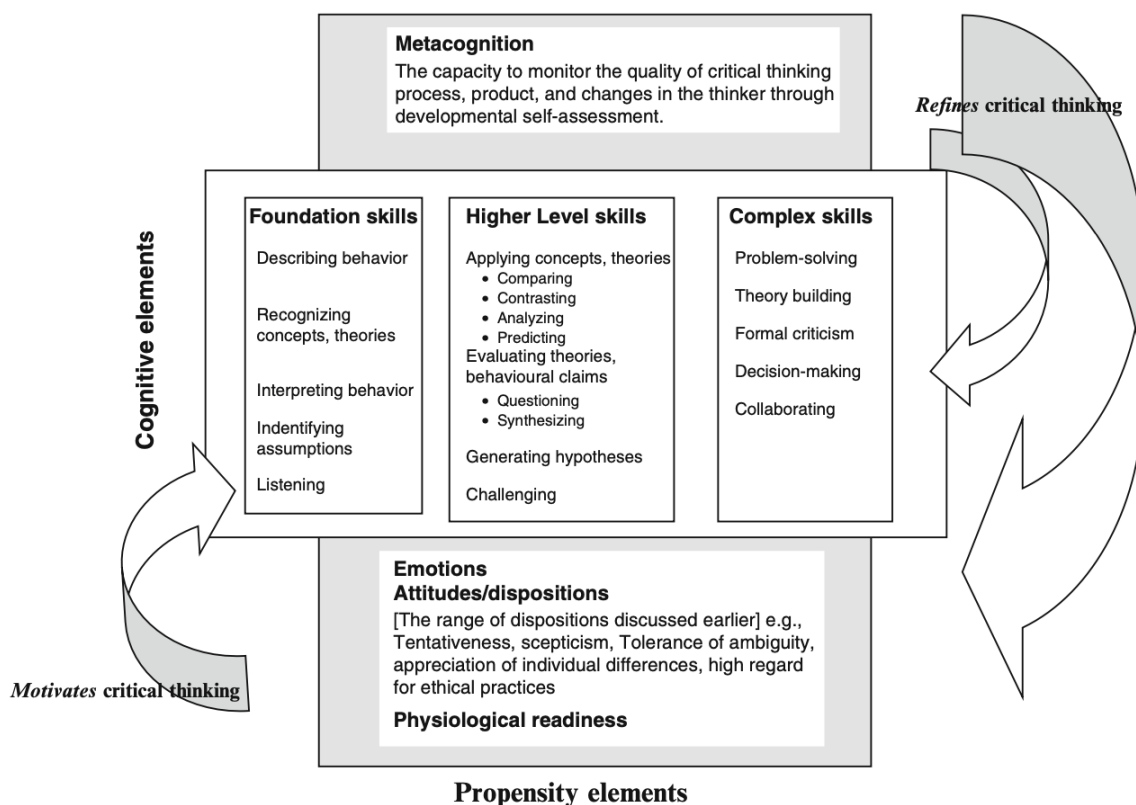 Metacognition
The capacity to monitor the quality of critical thinking
process, product, and changes in the thinker through
developmental self-assessment.
Refines critical thinking
Cognitive elements
Foundation skills
Describing behavior
Recognizing
concepts, theories
Interpreting behavior
Indentifying
assumptions
Listening
Higher Level skills
Applying concepts, theories
• Comparing
• Contrasting
• Analyzing
• Predicting
Evaluating theories,
behavioural claims
• Questioning
• Synthesizing
Generating hypotheses
Challenging
Complex skills
Problem-solving
Theory building
Formal criticism
Decision-making
Collaborating
Emotions
Attitudes/dispositions
[The range of dispositions discussed earlier] e.g.,
Tentativeness, scepticism, Tolerance of ambiguity,
appreciation of individual differences, high regard
for ethical practices
Physiological readiness
Motivates critical thinking
Propensity elements